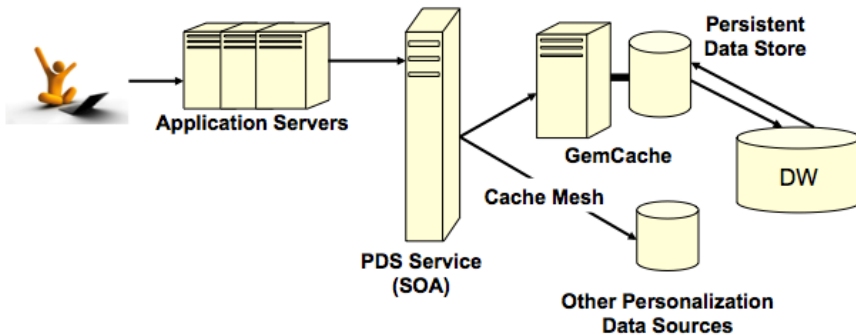 Persistent
Data Store
Application Servers
GemCache
DW
Cache Mesh
PDS Service
(SOA)
Other Personalization
Data Sources